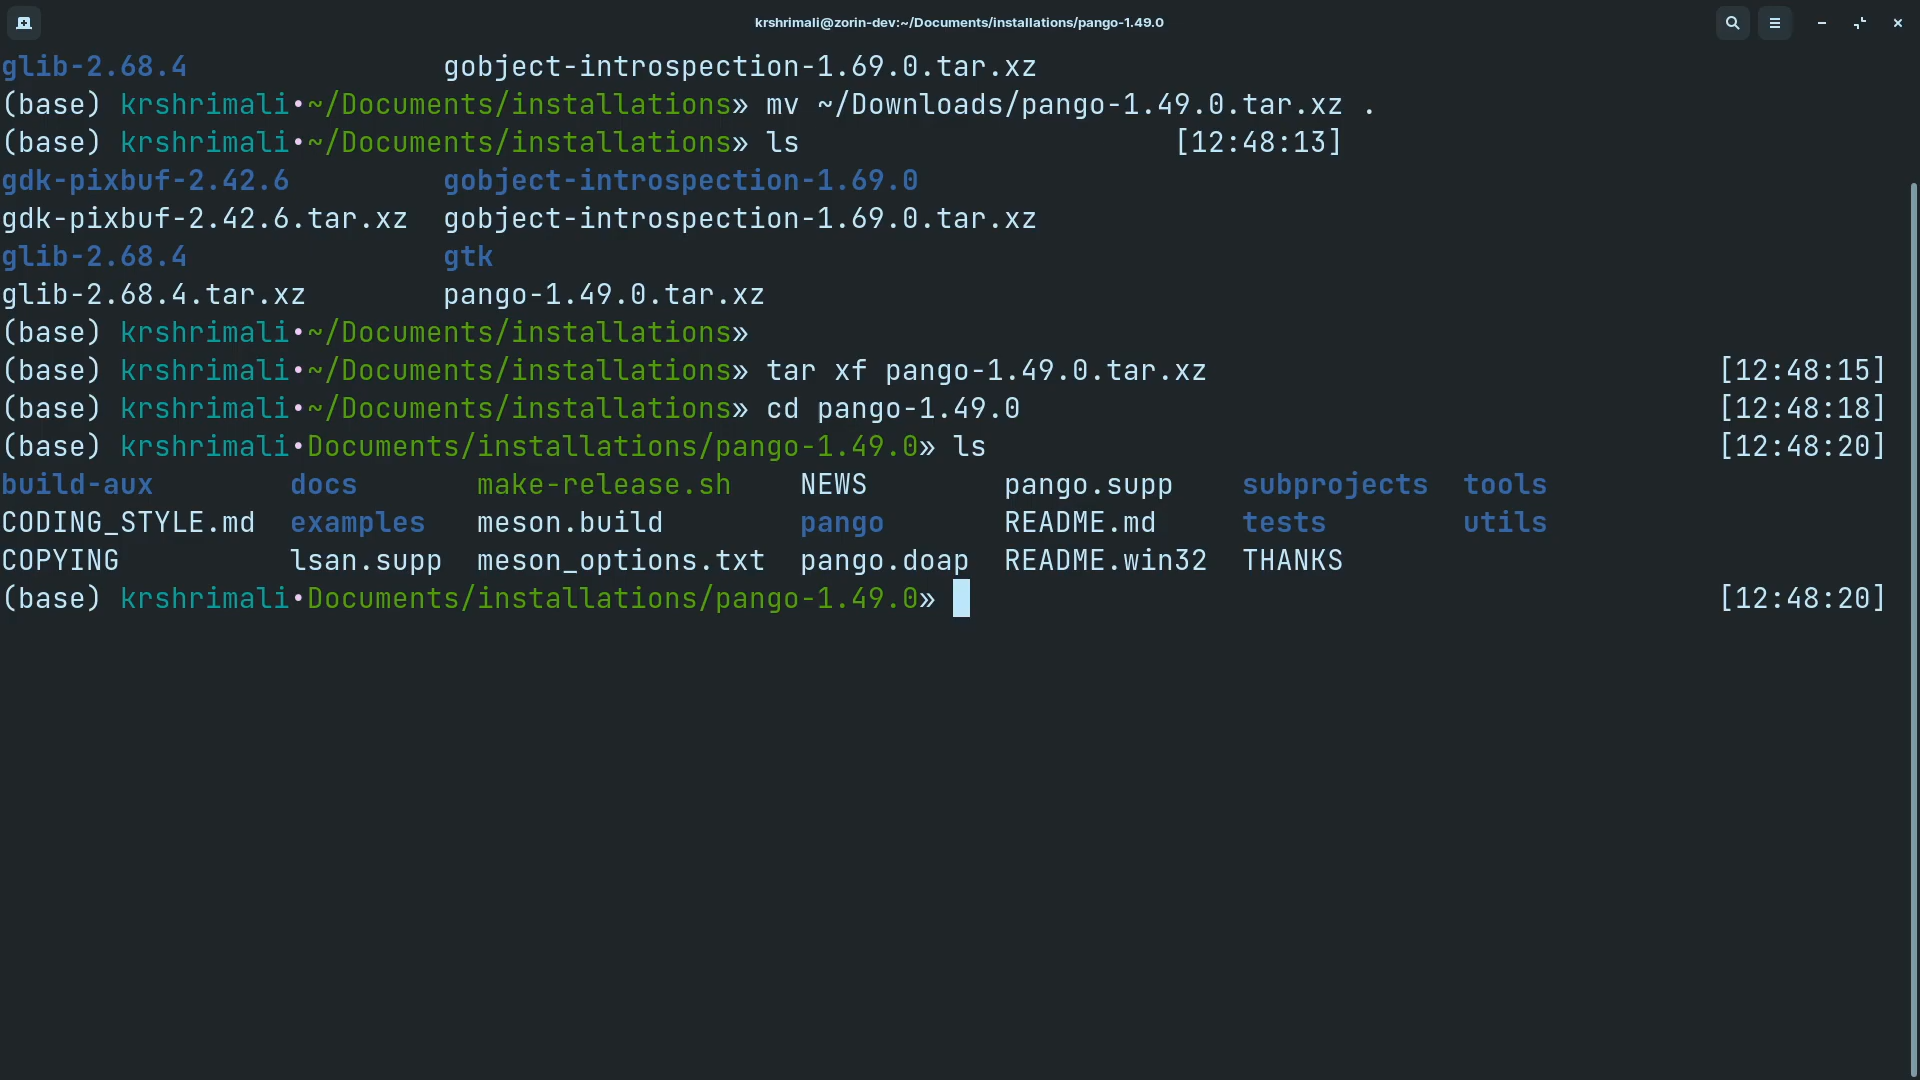 krshrimali@zorin-dev:~/Documents/installations/pango-1.49.0
glib-2.68.4 gobject-introspection-1.69.0.tar.xz
(base) krshrimali•~/Documents/installations» mv ~/Downloads/pango-1.49.0.tar.xz .
(base) krshrimali•~/Documents/installations» ls [12:48:13]
gdk-pixbuf-2.42.6 gobject-introspection-1.69.0
gdk-pixbuf-2.42.6.tar.xz gobject-introspection-1.69.0.tar.xz
glib-2.68.4 gtk
glib-2.68.4.tar.xz pango-1.49.0.tar.xz
(base) krshrimali•~/Documents/installations»
(base) krshrimali•~/Documents/installations» tar xf pango-1.49.0.tar.xz [12:48:15]
(base) krshrimali•~/Documents/installations» cd pango-1.49.0 [12:48:18]
(base) krshrimali•Documents/installations/pango-1.49.0» ls [12:48:20]
build-aux docs make-release.sh NEWS pango.supp subprojects tools
CODING_STYLE.md examples meson.build pango README.md tests utils
COPYING lsan.supp meson_options.txt pango.doap README.win32 THANKS
(base) krshrimali•Documents/installations/pango-1.49.0» [12:48:20]